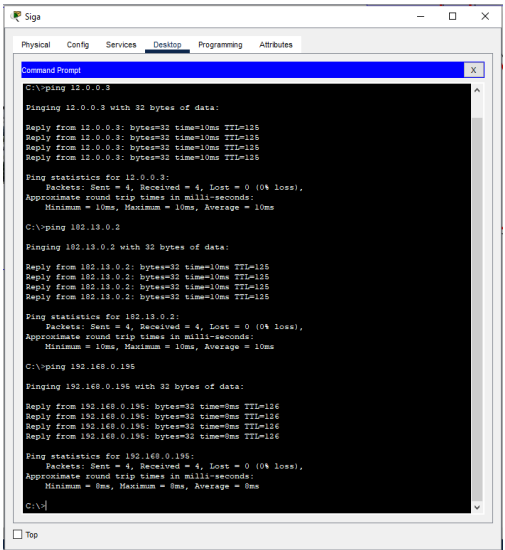 Siga
Physical Config Services Desktop Programming Attributes
Command Prompt X
C:\>ping 12.0.0.3
Pinging 12.0.0.3 with 32 bytes of data:
Reply from 12.0.0.3: bytes=32 time=10ms TTL=125
Reply from 12.0.0.3: bytes=32 time=10ms TTL=125
Reply from 12.0.0.3: bytes=32 time=10ms TTL=125
Reply from 12.0.0.3: bytes=32 time=10ms TTL=125
Ping statistics for 12.0.0.3:
Packets: Sent = 4, Received = 4, Lost = 0 (0% loss),
Approximate round trip times in milli-seconds:
Minimum = 10ms, Maximum = 10ms, Average = 10ms
C:\>ping 182.13.0.2
Pinging 182.13.0.2 with 32 bytes of data:
Reply from 182.13.0.2: bytes=32 time=10ms TTL=125
Reply from 182.13.0.2: bytes=32 time=10ms TTL=125
Reply from 182.13.0.2: bytes=32 time=10ms TTL=125
Reply from 182.13.0.2: bytes=32 time=10ms TTL=125
Ping statistics for 182.13.0.2:
Packets: Sent = 4, Received = 4, Lost = 0 (0% loss),
Approximate round trip times in milli-seconds:
Minimum = 10ms, Maximum = 10ms, Average = 10ms
C:\>ping 192.168.0.195
Pinging 192.168.0.195 with 32 bytes of data:
Reply from 192.168.0.195: bytes=32 time=8ms TTL=126
Reply from 192.168.0.195: bytes=32 time=8ms TTL=126
Reply from 192.168.0.195: bytes=32 time=8ms TTL=126
Reply from 192.168.0.195: bytes=32 time=8ms TTL=126
Ping statistics for 192.168.0.195:
Packets: Sent = 4, Received = 4, Lost = 0 (0% loss),
Approximate round trip times in milli-seconds:
Minimum = 8ms, Maximum = 8ms, Average = 8ms
C:\>
Top